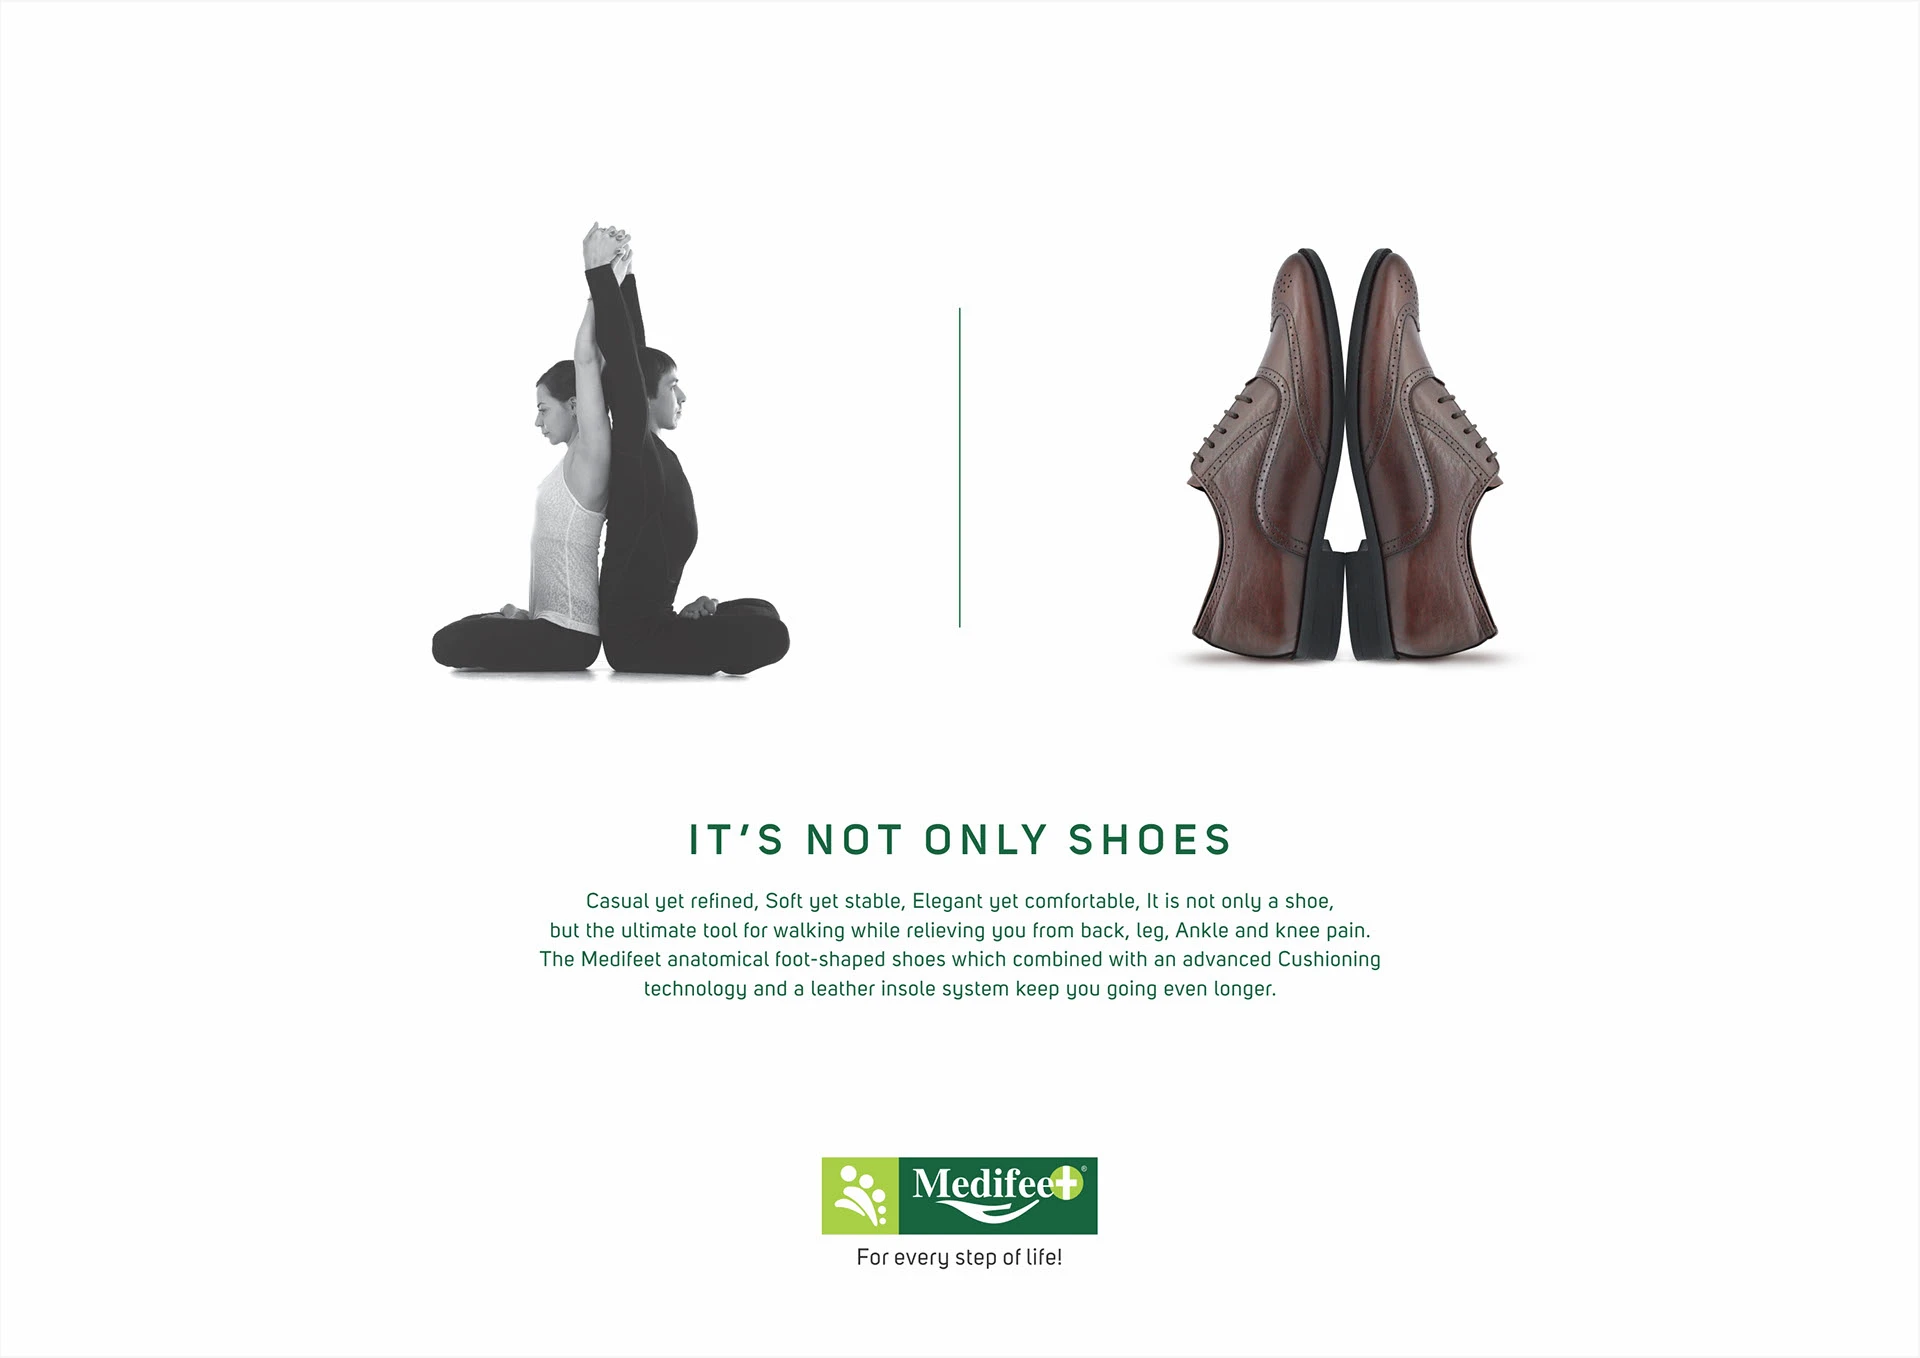 IT’S NOT ONLY SHOES
Casual yet refined, Soft yet stable, Elegant yet comfortable, It is not only a shoe,
but the ultimate tool for walking while relieving you from back, leg, Ankle and knee pain.
The Medifeet anatomical foot-shaped shoes which combined with an advanced Cushioning
technology and a leather insole system keep you going even longer.
Medifeet®
For every step of life!